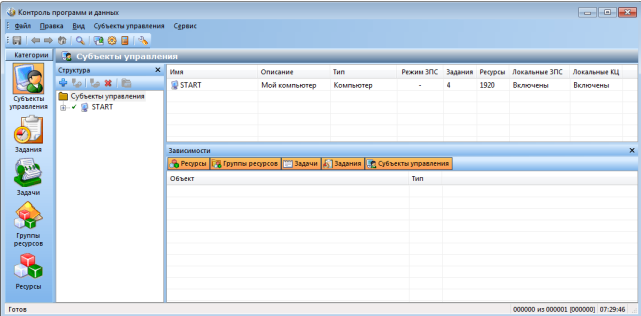 Контроль программ и данных
Файл Правка Вид Субъекты управления Сервис
Категории
Субъекты управления
Задания
Задачи
Группы ресурсов
Ресурсы
Субъекты управления
Структура
Субъекты управления
START
Имя Описание Тип Режим ЗПС Задания Ресурсы Локальные ЗПС Локальные КЦ
START Мой компьютер Компьютер - 4 1920 Включены Включены
Зависимости
Ресурсы Группы ресурсов Задачи Задания Субъекты управления
Объект Тип
Готов 000000 из 000001 [000000] 07:29:46